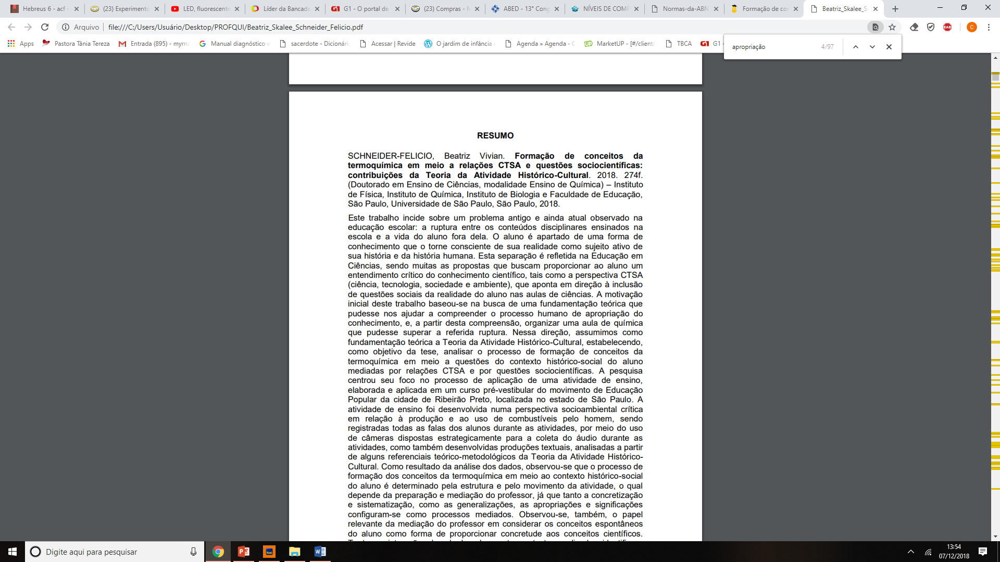 Hebreus 6 - acf -
(23) Experimento
LED, fluorescente
Líder da Bancada
G1 - O portal de
(23) Compras - M
ABED - 13° Cong
NÍVEIS DE COMP
Normas-da-ABN
Formação de co
Beatriz_Skalee_S
Arquivo
file:///C:/Users/Usuário/Desktop/PROFQUI/Beatriz_Skalee_Schneider_Felicio.pdf
Apps
Pastora Tânia Tereza
Entrada (895) - myrn
Manual diagnóstico e
sacerdote - Dicionári
Acessar | Revide
O jardim de infância
Agenda » Agenda - C
MarketUP - [#/client/
TBCA
G1 -
apropriação 4/97
RESUMO
SCHNEIDER-FELICIO, Beatriz Vivian. Formação de conceitos da
termoquímica em meio a relações CTSA e questões sociocientíficas:
contribuições da Teoria da Atividade Histórico-Cultural. 2018. 274f.
(Doutorado em Ensino de Ciências, modalidade Ensino de Química) – Instituto
de Física, Instituto de Química, Instituto de Biologia e Faculdade de Educação,
São Paulo, Universidade de São Paulo, São Paulo, 2018.
Este trabalho incide sobre um problema antigo e ainda atual observado na
educação escolar: a ruptura entre os conteúdos disciplinares ensinados na
escola e a vida do aluno fora dela. O aluno é apartado de uma forma de
conhecimento que o torne consciente de sua realidade como sujeito ativo de
sua história e da história humana. Esta separação é refletida na Educação em
Ciências, sendo muitas as propostas que buscam proporcionar ao aluno um
entendimento crítico do conhecimento científico, tais como a perspectiva CTSA
(ciência, tecnologia, sociedade e ambiente), que aponta em direção à inclusão
de questões sociais da realidade do aluno nas aulas de ciências. A motivação
inicial deste trabalho baseou-se na busca de uma fundamentação teórica que
pudesse nos ajudar a compreender o processo humano de apropriação do
conhecimento, e, a partir desta compreensão, organizar uma aula de química
que pudesse superar a referida ruptura. Nessa direção, assumimos como
fundamentação teórica a Teoria da Atividade Histórico-Cultural, estabelecendo,
como objetivo da tese, analisar o processo de formação de conceitos da
termoquímica em meio a questões do contexto histórico-social do aluno
mediadas por relações CTSA e por questões sociocientíficas. A pesquisa
centrou seu foco no processo de aplicação de uma atividade de ensino,
elaborada e aplicada em um curso pré-vestibular do movimento de Educação
Popular da cidade de Ribeirão Preto, localizada no estado de São Paulo. A
atividade de ensino foi desenvolvida numa perspectiva socioambiental crítica
em relação à produção e ao uso de combustíveis pelo homem, sendo
registradas todas as falas dos alunos durante as atividades, por meio do uso
de câmeras dispostas estrategicamente para a coleta do áudio durante as
atividades, como também desenvolvidas produções textuais, analisadas a partir
de alguns referenciais teórico-metodológicos da Teoria da Atividade Histórico-
Cultural. Como resultado da análise dos dados, observou-se que o processo de
formação dos conceitos da termoquímica em meio ao contexto histórico-social
do aluno é determinado pela estrutura e pelo movimento da atividade, o qual
depende da preparação e mediação do professor, já que tanto a concretização
e sistematização, como as generalizações, as apropriações e significações
configuram-se como processos mediados. Observou-se, também, o papel
relevante da mediação do professor em considerar os conceitos espontâneos
do aluno como forma de proporcionar concretude aos conceitos científicos.
Digite aqui para pesquisar
13:54
07/12/2018